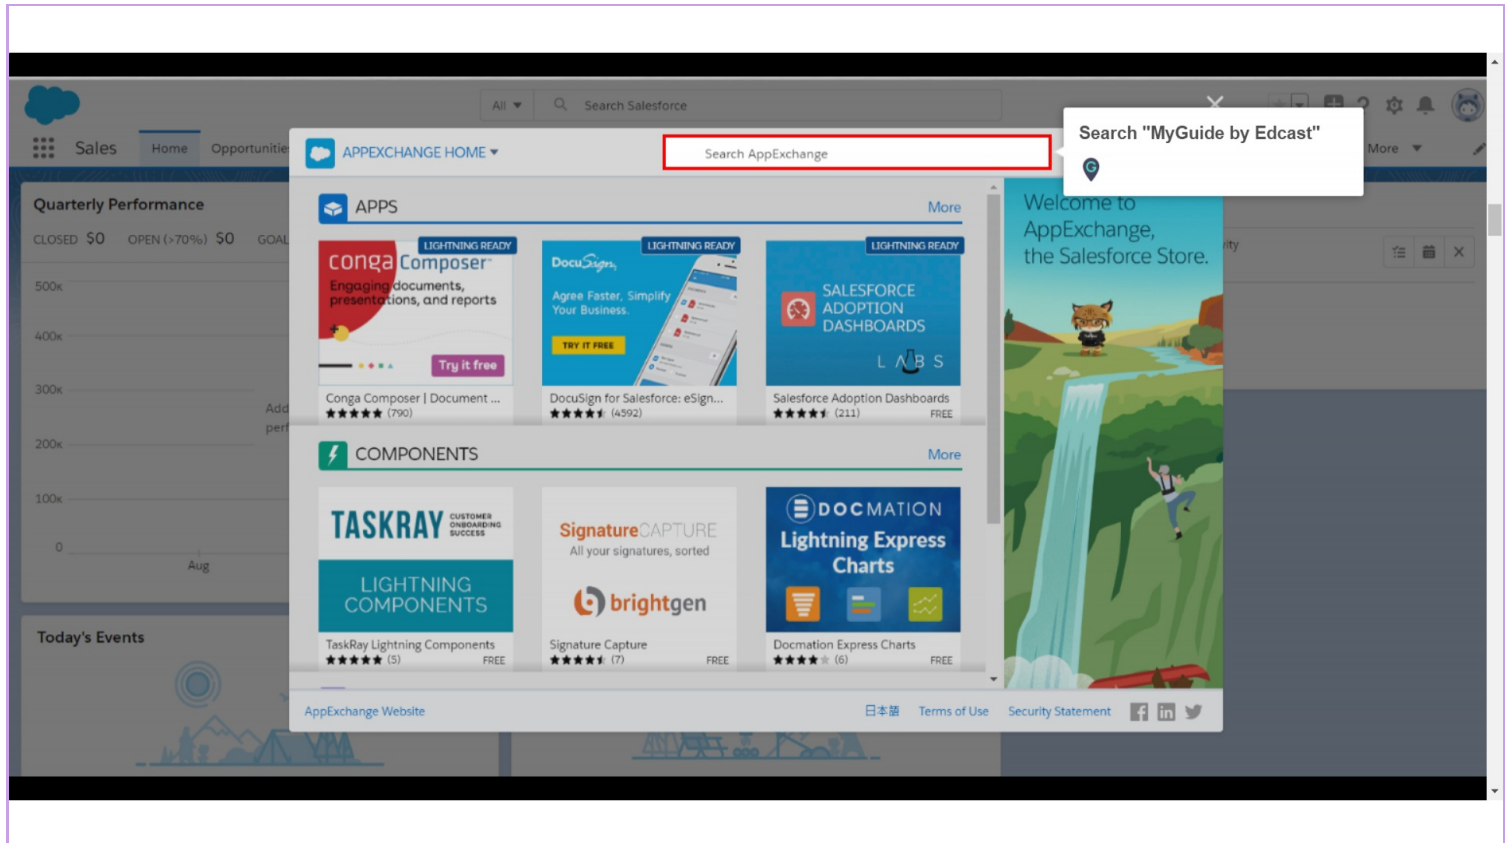 All
Search Salesforce
Search "MyGuide by Edcast"
G
Sales
Home
Opportunitie
More
APPEXCHANGE HOME
Search AppExchange
Quarterly Performance
CLOSED $0 OPEN (>70%) $0 GOAL
500K
400K
300K
200K
100K
0
Aug
Add
perf
Today's Events
APPS
More
LIGHTNING READY
conga Composer
Engaging documents,
presentations, and reports
Try it free
Conga Composer | Document ...
(790)
LIGHTNING READY
DocuSign
Agree Faster, Simplify
Your Business.
TRY IT FREE
DocuSign for Salesforce: eSign...
(4592)
LIGHTNING READY
SALESFORCE
ADOPTION
DASHBOARDS
LABS
Salesforce Adoption Dashboards
(211) FREE
COMPONENTS
More
TASKRAY
CUSTOMER
ONBOARDING
SUCCESS
LIGHTNING
COMPONENTS
TaskRay Lightning Components
(5) FREE
SignatureCAPTURE
All your signatures, sorted
brightgen
Signature Capture
(7) FREE
DOCMATION
Lightning Express
Charts
Docmation Express Charts
(6) FREE
Welcome to
AppExchange,
the Salesforce Store.
AppExchange Website
日本語 Terms of Use Security Statement